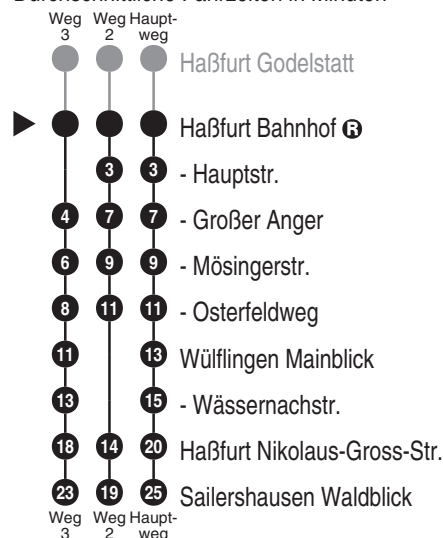 Durchschnittliche Fahrzeiten in Minuten
Weg Weg Haupt-
3 2 weg
Haßfurt Godelstatt
Haßfurt Bahnhof R
3 3 - Hauptstr.
4 7 7 - Großer Anger
6 9 9 - Mösingerstr.
8 11 11 - Osterfeldweg
11 13 Wülflingen Mainblick
13 15 - Wässernachstr.
18 14 20 Haßfurt Nikolaus-Gross-Str.
23 19 25 Sailershausen Waldblick
Weg Weg Haupt-
3 2 weg